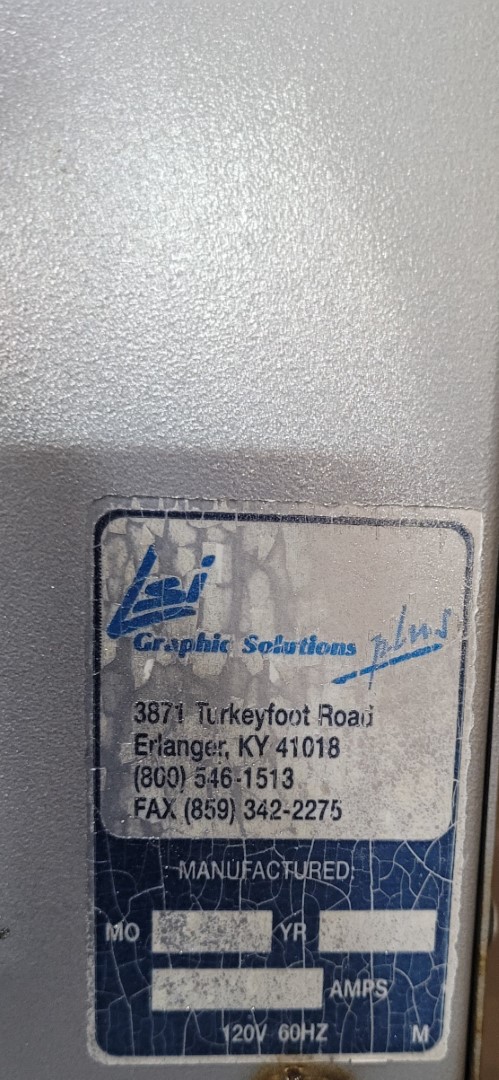 LSI
Graphic Solutions plus
3871 Turkeyfoot Road
Erlanger, KY 41018
(800) 546-1513
FAX (859) 342-2275
MANUFACTURED:
MO YR
AMPS
120V 60HZ M